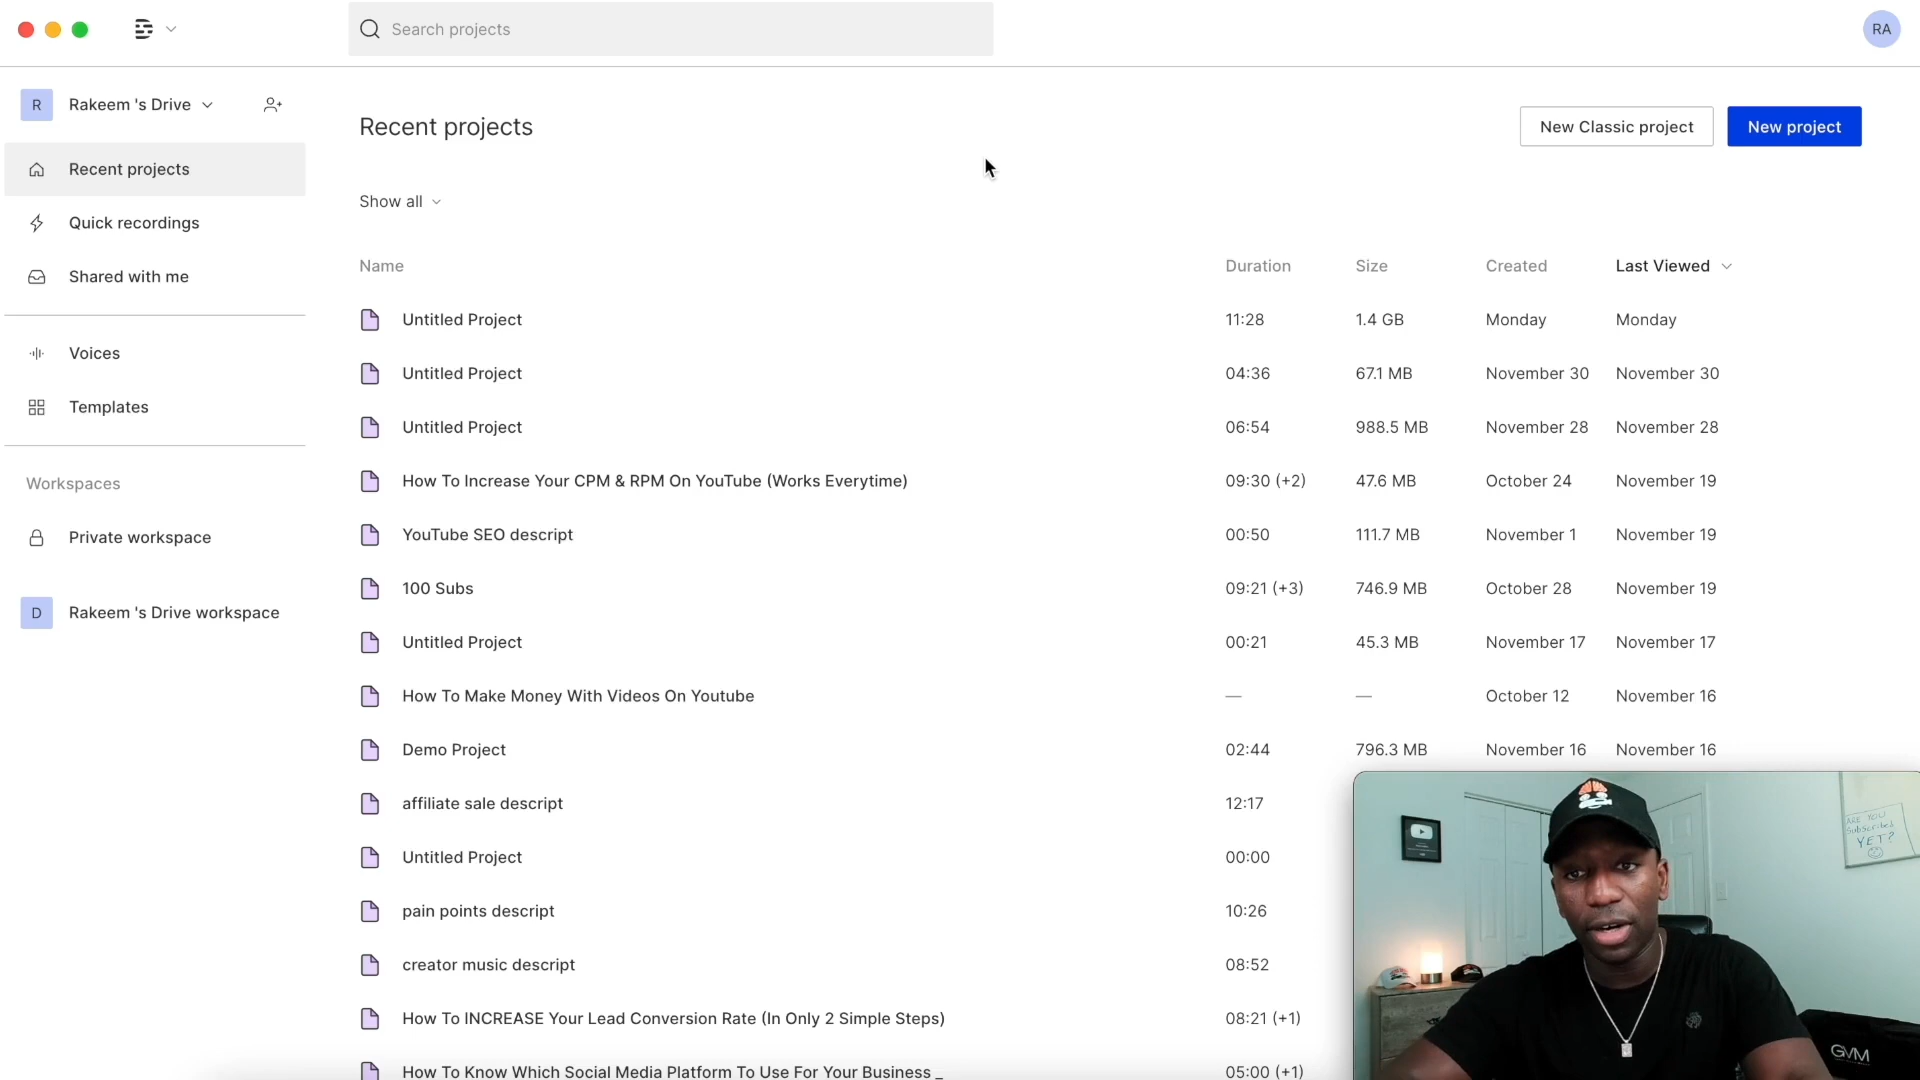 Search projects
RA
R Rakeem 's Drive
Recent projects
Quick recordings
Shared with me
Voices
Templates
Workspaces
Private workspace
D Rakeem 's Drive workspace
Recent projects
New Classic project
New project
Show all
Name Duration Size Created Last Viewed
Untitled Project 11:28 1.4 GB Monday Monday
Untitled Project 04:36 67.1 MB November 30 November 30
Untitled Project 06:54 988.5 MB November 28 November 28
How To Increase Your CPM & RPM On YouTube (Works Everytime) 09:30 (+2) 47.6 MB October 24 November 19
YouTube SEO descript 00:50 111.7 MB November 1 November 19
100 Subs 09:21 (+3) 746.9 MB October 28 November 19
Untitled Project 00:21 45.3 MB November 17 November 17
How To Make Money With Videos On Youtube — — October 12 November 16
Demo Project 02:44 796.3 MB November 16 November 16
affiliate sale descript 12:17
Untitled Project 00:00
pain points descript 10:26
creator music descript 08:52
How To INCREASE Your Lead Conversion Rate (In Only 2 Simple Steps) 08:21 (+1)
How To Know Which Social Media Platform To Use For Your Business _ 05:00 (+1)
ARE YOU
Subscribed
YET?
GVM